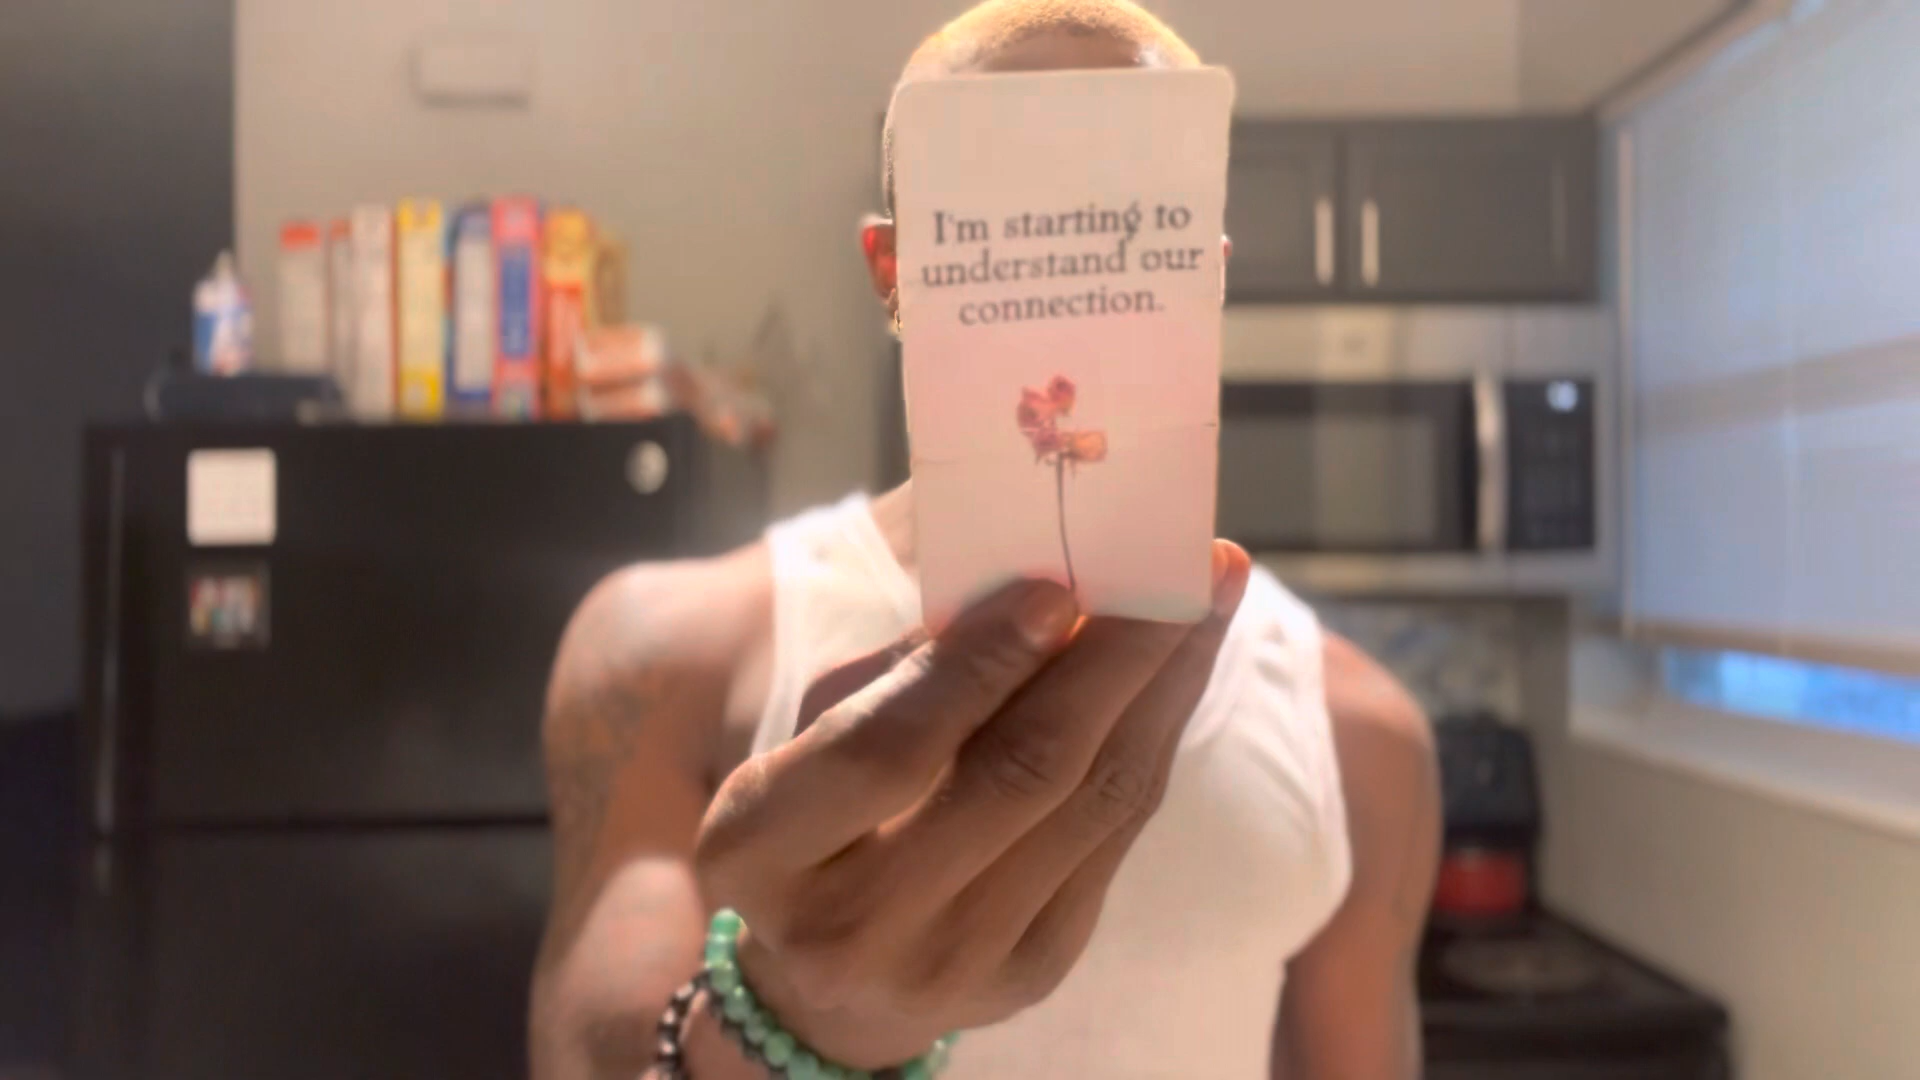 I'm starting to
understand our
connection.